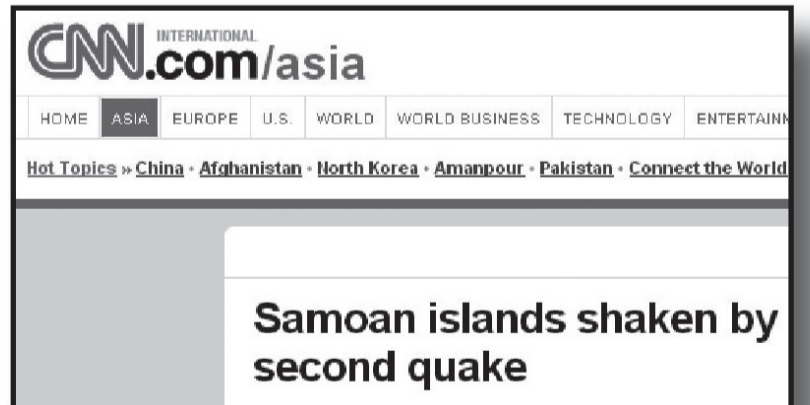 CNN INTERNATIONAL
.com/asia
HOME ASIA EUROPE U.S. WORLD WORLD BUSINESS TECHNOLOGY
Hot Topics » China • Afghanistan • North Korea • Amanpour • Pakistan • Connect the World
Samoan islands shaken by
second quake